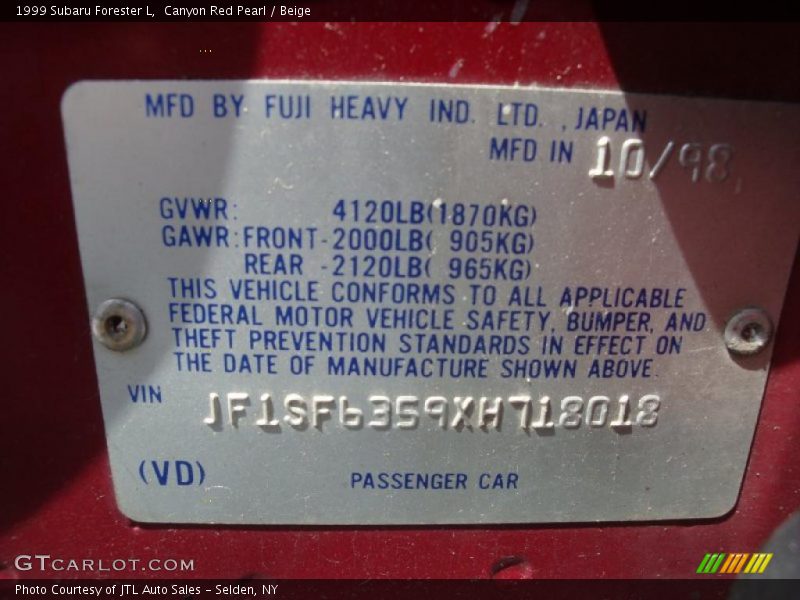 1999 Subaru Forester L,  Canyon Red Pearl / Beige
MFD BY FUJI HEAVY IND. LTD. , JAPAN
MFD IN 10/98
GVWR: 4120LB(1870KG)
GAWR:FRONT-2000LB( 905KG)
REAR -2120LB( 965KG)
THIS VEHICLE CONFORMS TO ALL APPLICABLE
FEDERAL MOTOR VEHICLE SAFETY, BUMPER, AND
THEFT PREVENTION STANDARDS IN EFFECT ON
THE DATE OF MANUFACTURE SHOWN ABOVE.
VIN JF1SF6359XH718018
(VD) PASSENGER CAR
GTCARLOT.COM
Photo Courtesy of JTL Auto Sales - Selden, NY